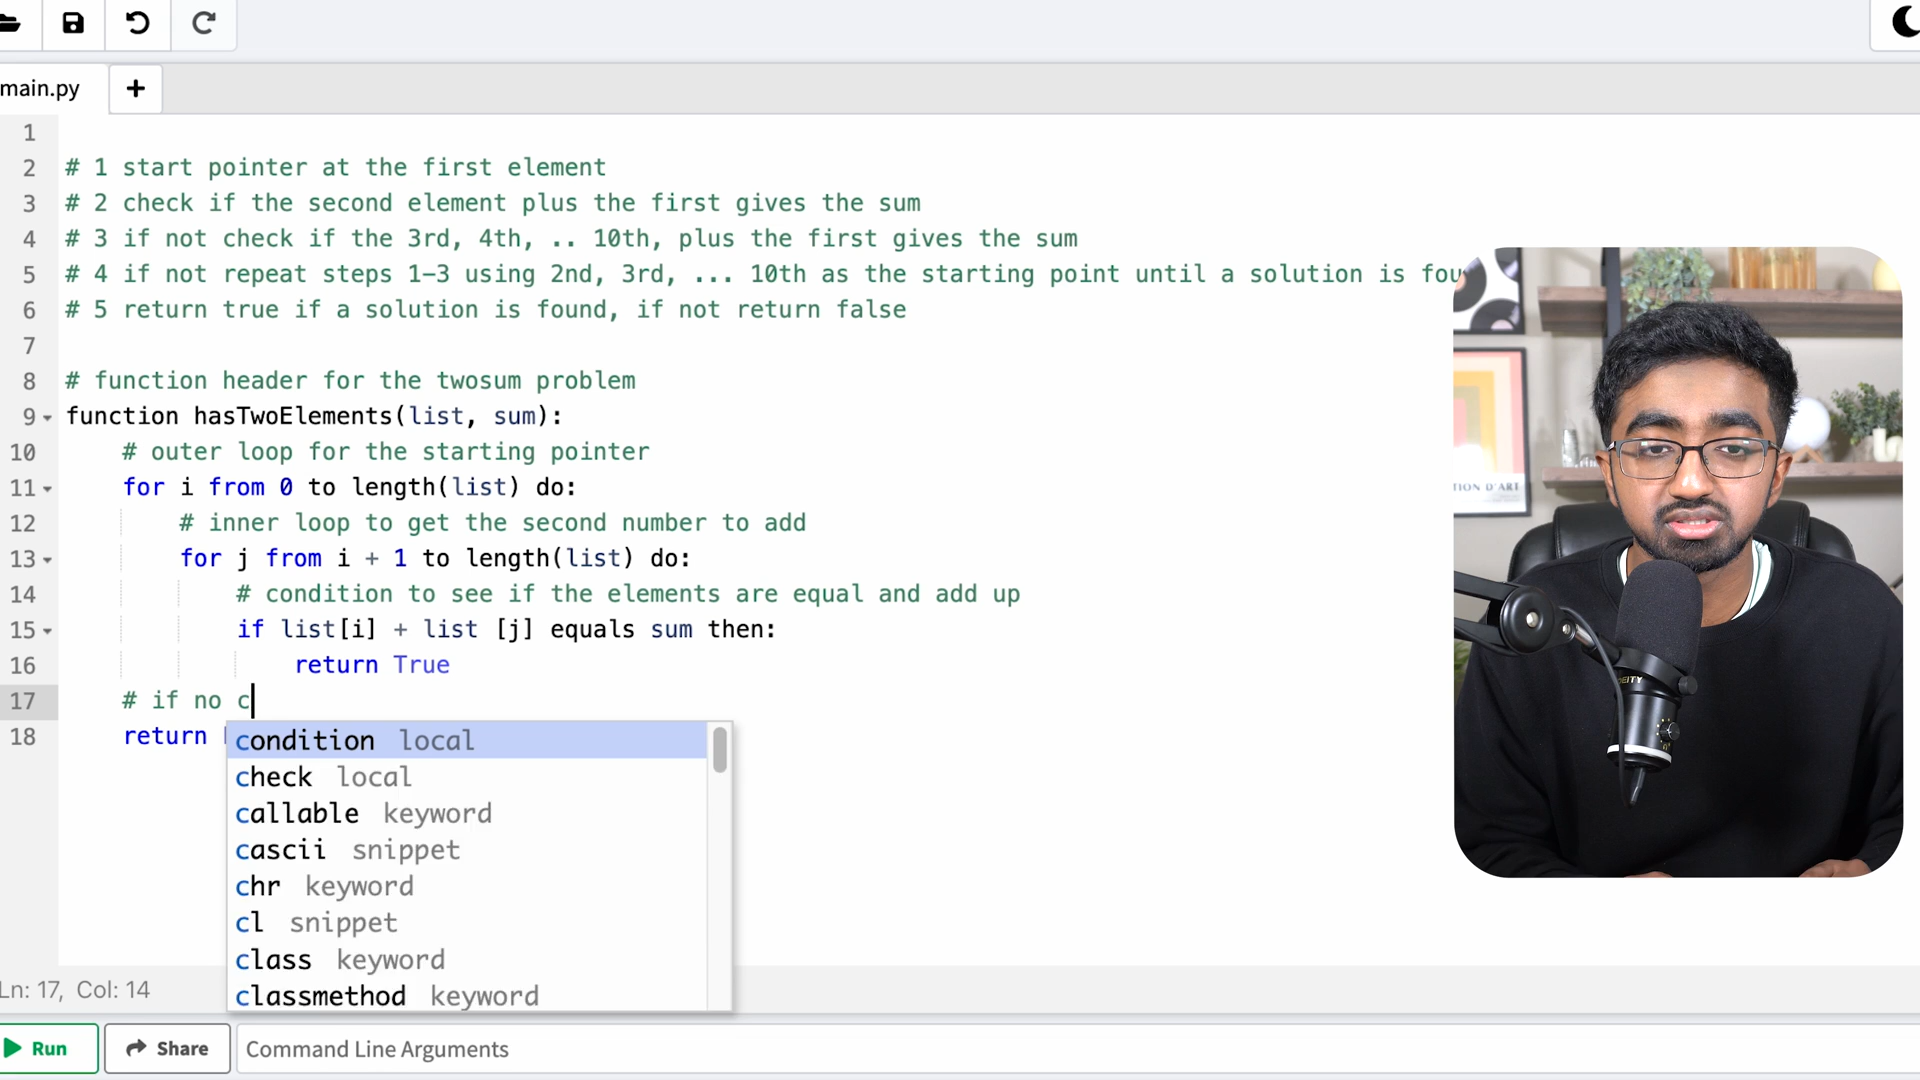 main.py
+
1
2 # 1 start pointer at the first element
3 # 2 check if the second element plus the first gives the sum
4 # 3 if not check if the 3rd, 4th, .. 10th, plus the first gives the sum
5 # 4 if not repeat steps 1-3 using 2nd, 3rd, ... 10th as the starting point until a solution is fou
6 # 5 return true if a solution is found, if not return false
7
8 # function header for the twosum problem
9 function hasTwoElements(list, sum):
10 # outer loop for the starting pointer
11 for i from 0 to length(list) do:
12 # inner loop to get the second number to add
13 for j from i + 1 to length(list) do:
14 # condition to see if the elements are equal and add up
15 if list[i] + list [j] equals sum then:
16 return True
17 # if no c
18 return
condition local
check local
callable keyword
cascii snippet
chr keyword
cl snippet
class keyword
classmethod keyword
Ln: 17, Col: 14
Run
Share
Command Line Arguments
TION D'ART
DEITY